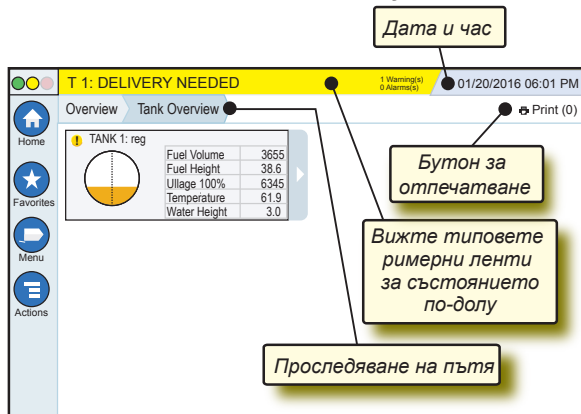 Дата и час
T 1: DELIVERY NEEDED
1 Warning(s)
0 Alarms(s)
01/20/2016 06:01 PM
Overview
Tank Overview
Print (0)
Home
TANK 1: reg
Fuel Volume 3655
Fuel Height 38.6
Ullage 100% 6345
Temperature 61.9
Water Height 3.0
Бутон за
отпечатване
Favorites
Menu
Actions
Вижте типовете
римерни ленти
за състоянието
по-долу
Проследяване на пътя